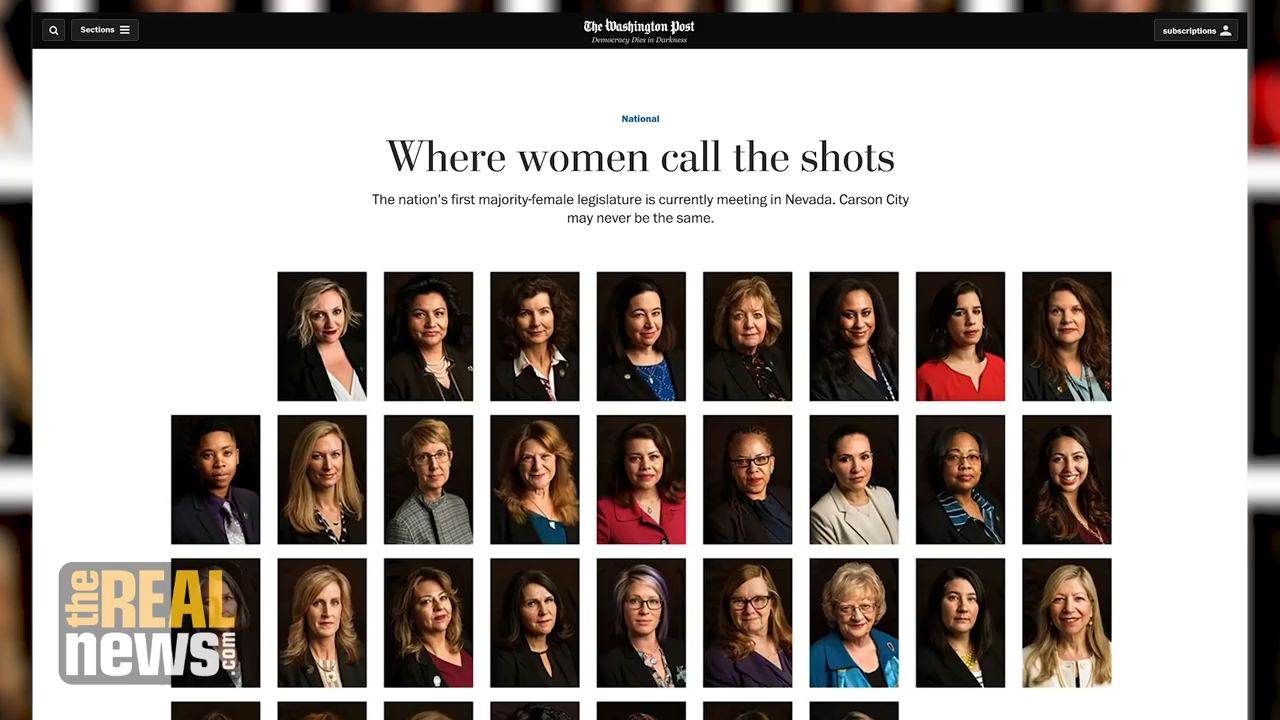 Sections
The Washington Post
Democracy Dies in Darkness
subscriptions
National
Where women call the shots
The nation's first majority-female legislature is currently meeting in Nevada. Carson City
may never be the same.
the REAL
news.com